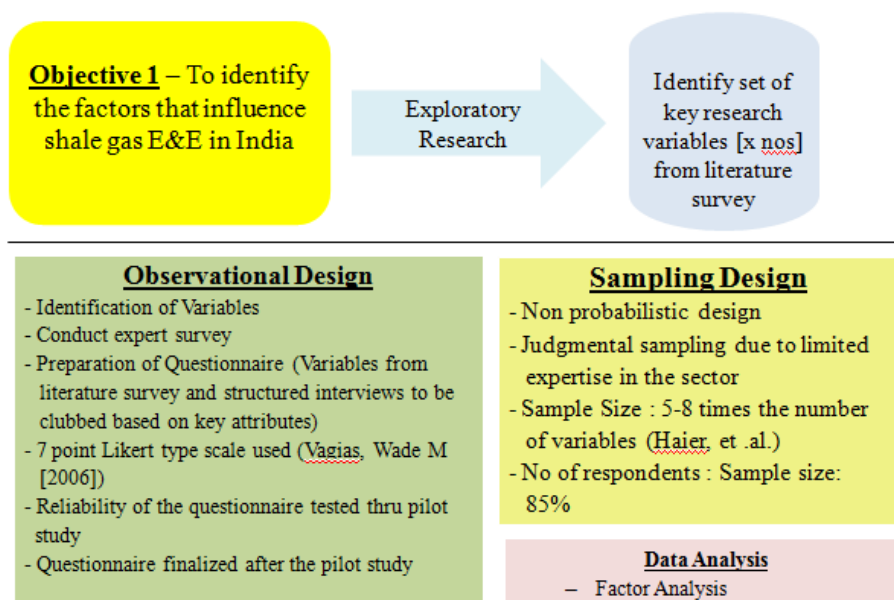 Objective 1 – To identify
the factors that influence
shale gas E&E in India
Exploratory
Research
Identify set of
key research
variables [x nos]
from literature
survey
Observational Design
- Identification of Variables
- Conduct expert survey
- Preparation of Questionnaire (Variables from
literature survey and structured interviews to be
clubbed based on key attributes)
- 7 point Likert type scale used (Vagias, Wade M
[2006])
- Reliability of the questionnaire tested thru pilot
study
- Questionnaire finalized after the pilot study
Sampling Design
- Non probabilistic design
- Judgmental sampling due to limited
expertise in the sector
- Sample Size : 5-8 times the number
of variables (Haier, et .al.)
- No of respondents : Sample size:
85%
Data Analysis
– Factor Analysis